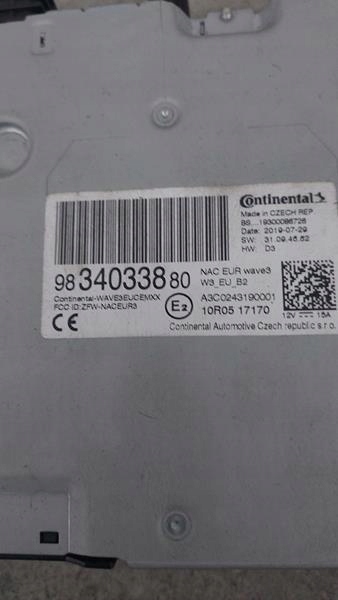 Continental
Made in CZECH REP.
BS...19300086726
Date: 2019-07-29
SW: 31.09.46.82
HW: D3
98 340338 80
NAC EUR wave3
W3_EU_B2
Continental-WAVE3EUCEMXX
FCC ID:ZFW-NACEUR3
CE
E2
A3C0243190001
10R05 17170
12V 15A
Continental Automotive Czech republic s.r.o.